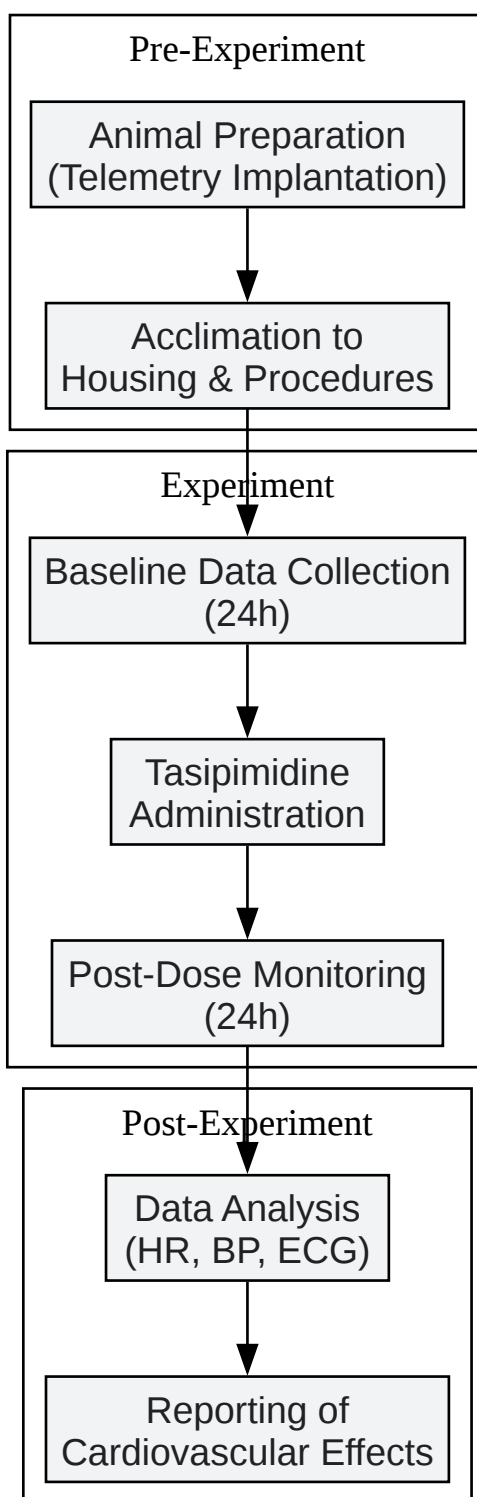 Pre-Experiment
Animal Preparation
(Telemetry Implantation)
Acclimation to
Housing & Procedures
Experiment
Baseline Data Collection
(24h)
Tasipimidine
Administration
Post-Dose Monitoring
(24h)
Post-Experiment
Data Analysis
(HR, BP, ECG)
Reporting of
Cardiovascular Effects